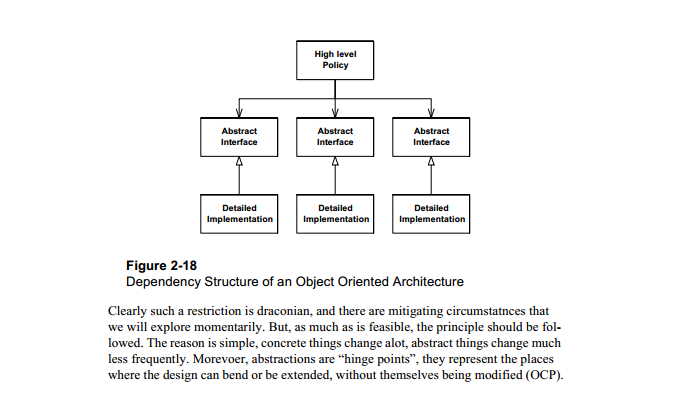 High level
Policy
Abstract
Interface
Abstract
Interface
Abstract
Interface
Detailed
Implementation
Detailed
Implementation
Detailed
Implementation
Figure 2-18
Dependency Structure of an Object Oriented Architecture
Clearly such a restriction is draconian, and there are mitigating circumstatnces that
we will explore momentarily. But, as much as is feasible, the principle should be fol-
lowed. The reason is simple, concrete things change alot, abstract things change much
less frequently. Morevoer, abstractions are “hinge points”, they represent the places
where the design can bend or be extended, without themselves being modified (OCP).